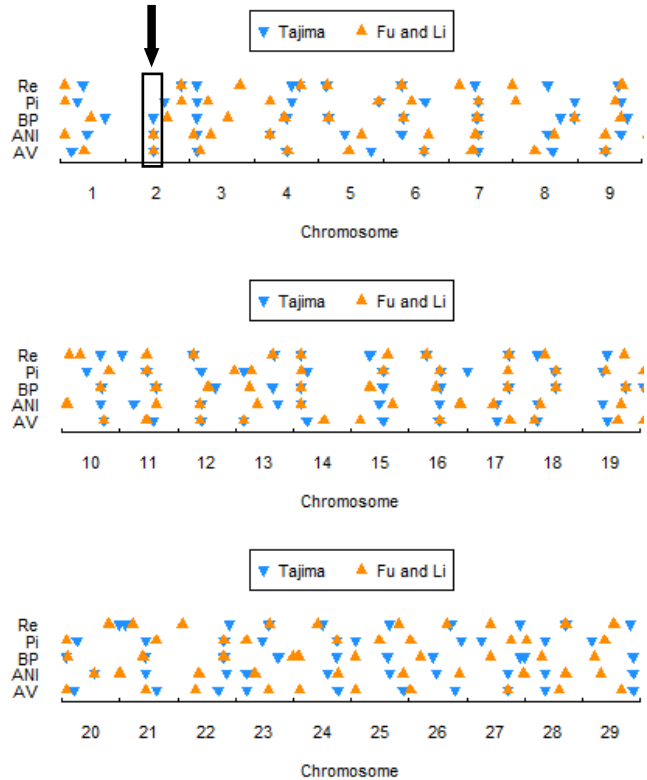 Tajima Fu and Li
Re
Pi
BP
ANI
AV
1 2 3 4 5 6 7 8 9
Chromosome
Tajima Fu and Li
Re
Pi
BP
ANI
AV
10 11 12 13 14 15 16 17 18 19
Chromosome
Tajima Fu and Li
Re
Pi
BP
ANI
AV
20 21 22 23 24 25 26 27 28 29
Chromosome